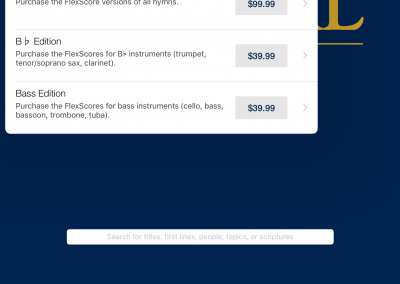 Purchase the FlexScore versions of all hymns.
$99.99
B♭ Edition
Purchase the FlexScores for B♭ instruments (trumpet,
tenor/soprano sax, clarinet).
$39.99
Bass Edition
Purchase the FlexScores for bass instruments (cello, bass,
bassoon, trombone, tuba).
$39.99
Search for titles, first lines, people, topics, or scriptures